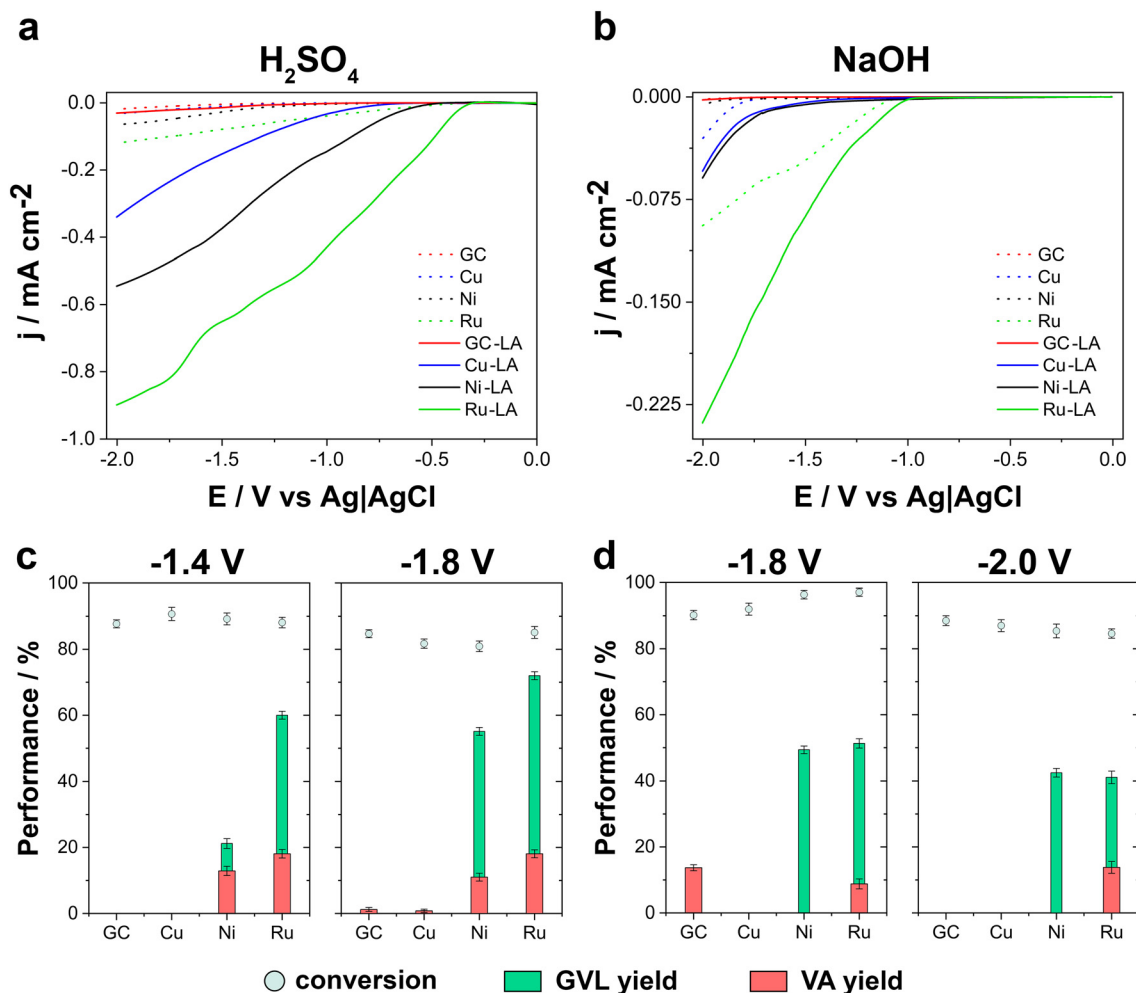 a
H2SO4
0.0
-0.2
-0.4
-0.6
-0.8
-1.0
j / mA cm-2
GC
Cu
Ni
Ru
GC-LA
Cu-LA
Ni-LA
Ru-LA
-2.0 -1.5 -1.0 -0.5 0.0
E / V vs Ag|AgCl
b
NaOH
0.000
-0.075
-0.150
-0.225
j / mA cm-2
GC
Cu
Ni
Ru
GC-LA
Cu-LA
Ni-LA
Ru-LA
-2.0 -1.5 -1.0 -0.5 0.0
E / V vs Ag|AgCl
c
-1.4 V
-1.8 V
100
80
60
40
20
0
Performance / %
GC Cu Ni Ru
GC Cu Ni Ru
d
-1.8 V
-2.0 V
100
80
60
40
20
0
Performance / %
GC Cu Ni Ru
GC Cu Ni Ru
conversion GVL yield VA yield